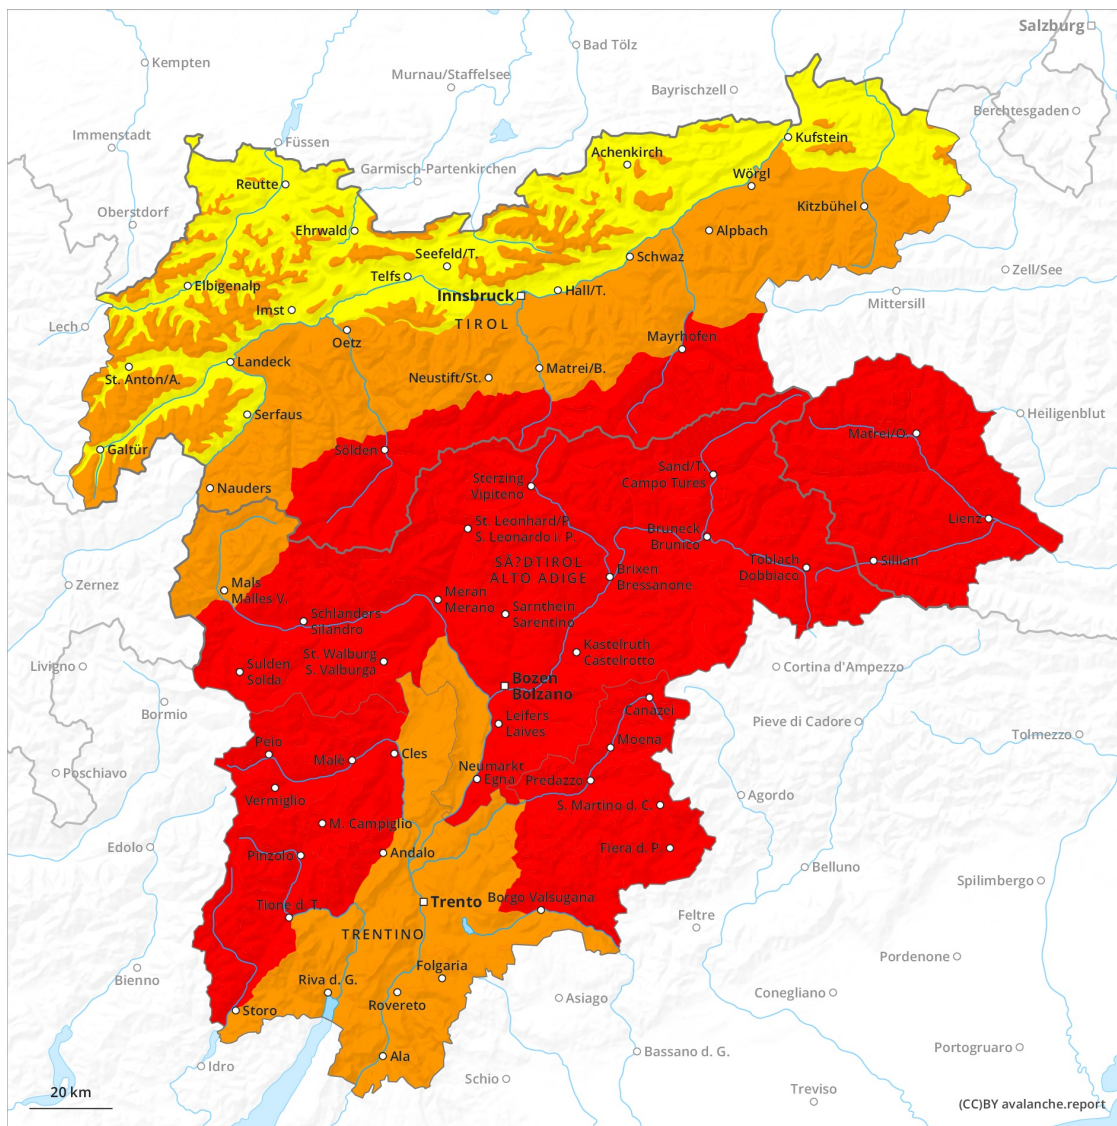 Salzburg
Bad Tölz
Kempten
Murnau/Staffelsee
Bayrischzell
Berchtesgaden
Immenstadt
Füssen
Kufstein
Achenkirch
Garmisch-Partenkirchen
Wörgl
Reutte
Oberstdorf
Kitzbühel
Ehrwald
Alpbach
Seefeld/T.
Schwaz
Telfs
Zell/See
Elbigenalp
Innsbruck
Hall/T.
Mittersill
Imst
TIROL
Lech
Oetz
Mayrhofen
Landeck
Matrei/B.
St. Anton/A.
Neustift/St.
Serfaus
Heiligenblut
Matrei/O.
Galtür
Sölden
Sand/T.
Campo Tures
Sterzing
Vipiteno
Nauders
Lienz
St. Leonhard/P.
S. Leonardo i. P.
Bruneck
Brunico
SÃ?DTIROL
ALTO ADIGE
Toblach
Dobbiaco
Sillian
Brixen
Bressanone
Zernez
Mals
Malles V.
Meran
Merano
Sarnthein
Sarentino
Schlanders
Silandro
Kastelruth
Castelrotto
St. Walburg
S. Valburga
Livigno
Sulden
Solda
Cortina d'Ampezzo
Bozen
Bolzano
Bormio
Canazei
Leifers
Laives
Pieve di Cadore
Tolmezzo
Moena
Peio
Malè
Cles
Poschiavo
Neumarkt
Egna
Predazzo
Vermiglio
Agordo
S. Martino d. C.
M. Campiglio
Edolo
Pinzolo
Andalo
Fiera d. P.
Belluno
Spilimbergo
Tione d. T.
Trento
Borgo Valsugana
Feltre
TRENTINO
Pordenone
Folgaria
Bienno
Riva d. G.
Rovereto
Asiago
Conegliano
Storo
Ala
Bassano d. G.
Portogruaro
Idro
Schio
Treviso
20 km
(CC)BY avalanche.report